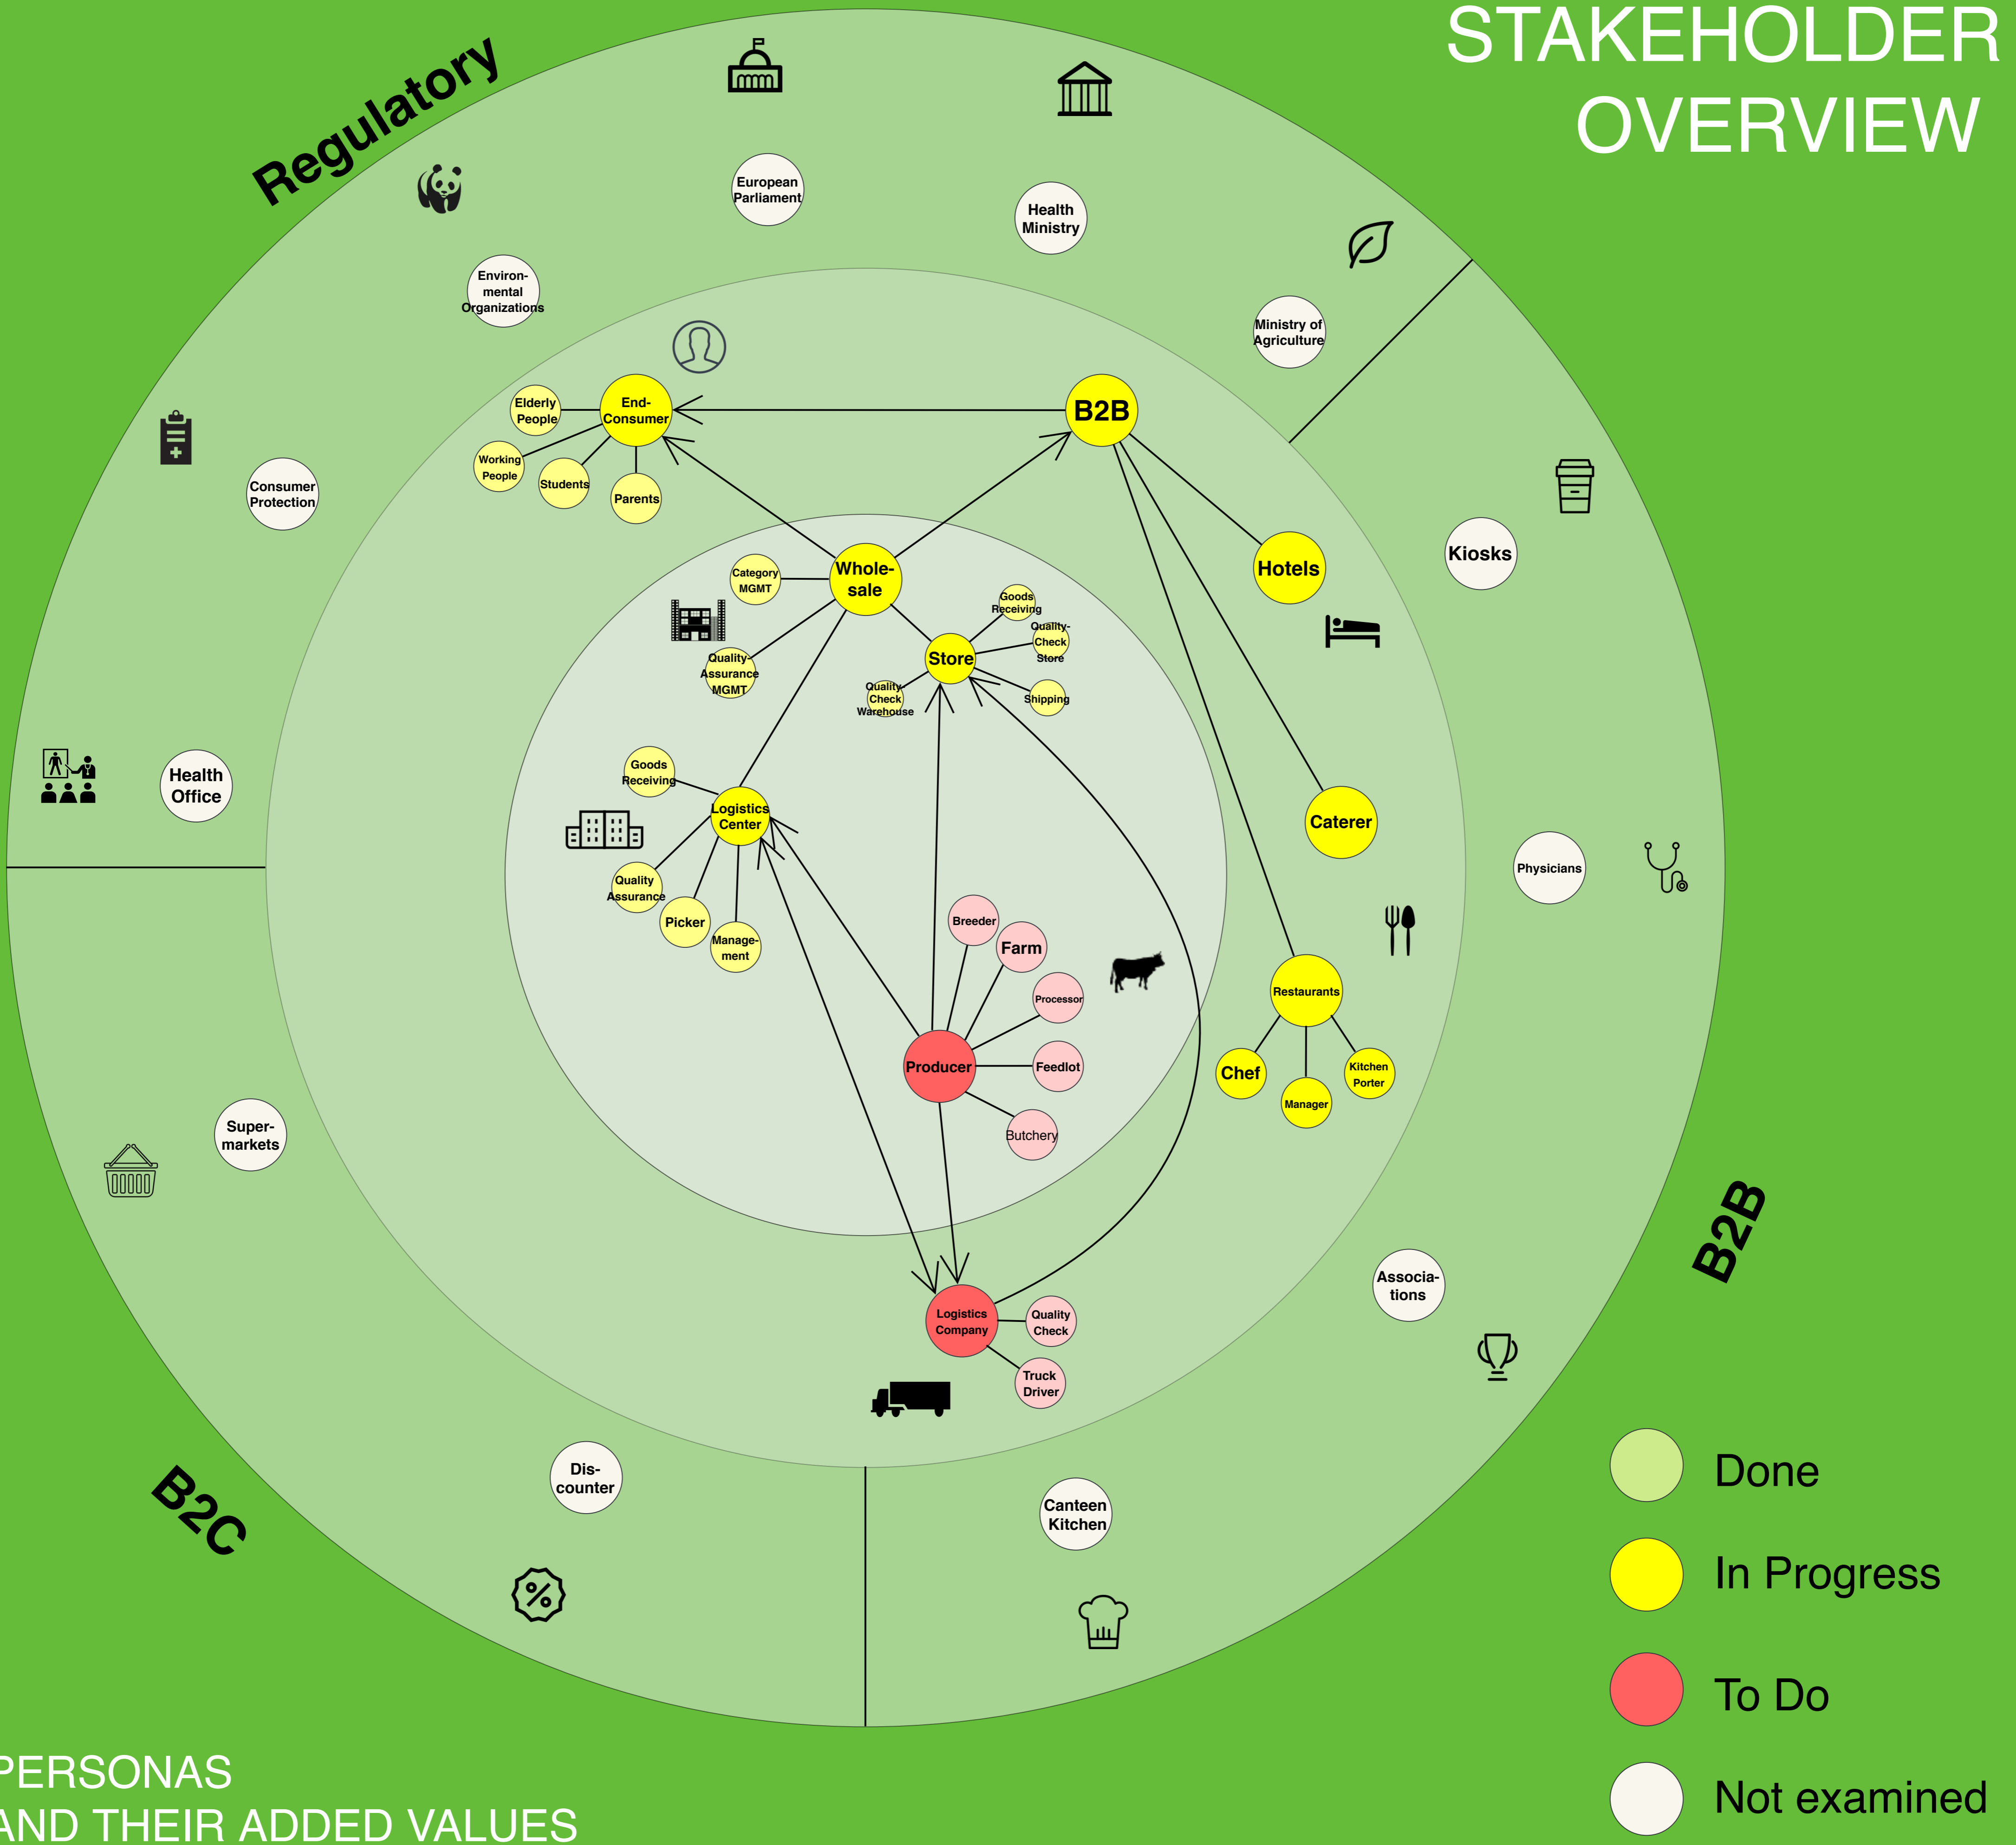 STAKEHOLDER
OVERVIEW
Regulatory
European
Parliament
Health
Ministry
Environ-
mental
Organizations
Ministry of
Agriculture
Consumer
Protection
Health
Office
End-
Consumer
Elderly
People
Working
People
Students
Parents
B2B
Hotels
Kiosks
Caterer
Physicians
Restaurants
Chef
Manager
Kitchen
Porter
Whole-
sale
Category
MGMT
Quality-
Assurance
MGMT
Store
Goods
Receiving
Quality-
Check
Store
Quality-
Check
Warehouse
Shipping
Logistics
Center
Goods
Receiving
Quality
Assurance
Picker
Manage-
ment
Producer
Breeder
Farm
Processor
Feedlot
Butchery
Logistics
Company
Quality
Check
Truck
Driver
Super-
markets
Dis-
counter
B2C
Canteen
Kitchen
Associa-
tions
B2B
Done
In Progress
To Do
Not examined
PERSONAS
AND THEIR ADDED VALUES